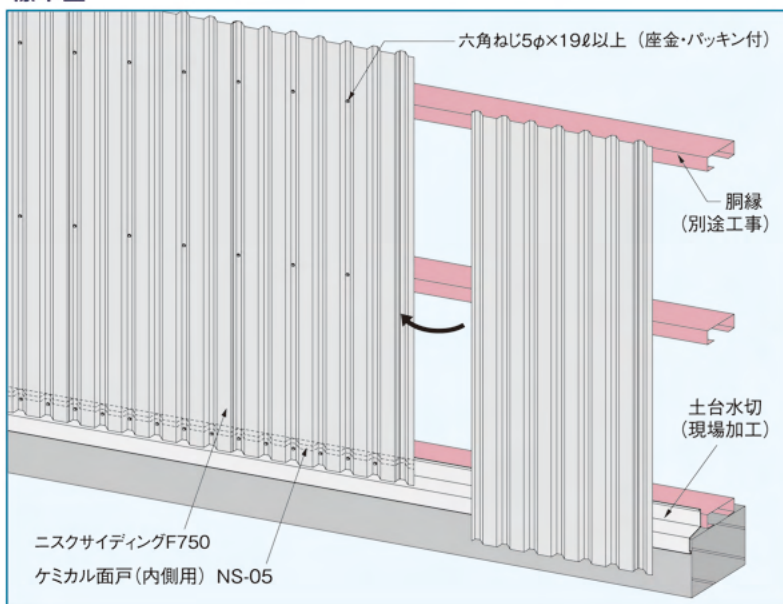 六角ねじ5φ×19ℓ以上（座金・パッキン付）
胴縁
（別途工事）
土台水切
（現場加工）
ニスクサイディングF750
ケミカル面戸（内側用）NS-05